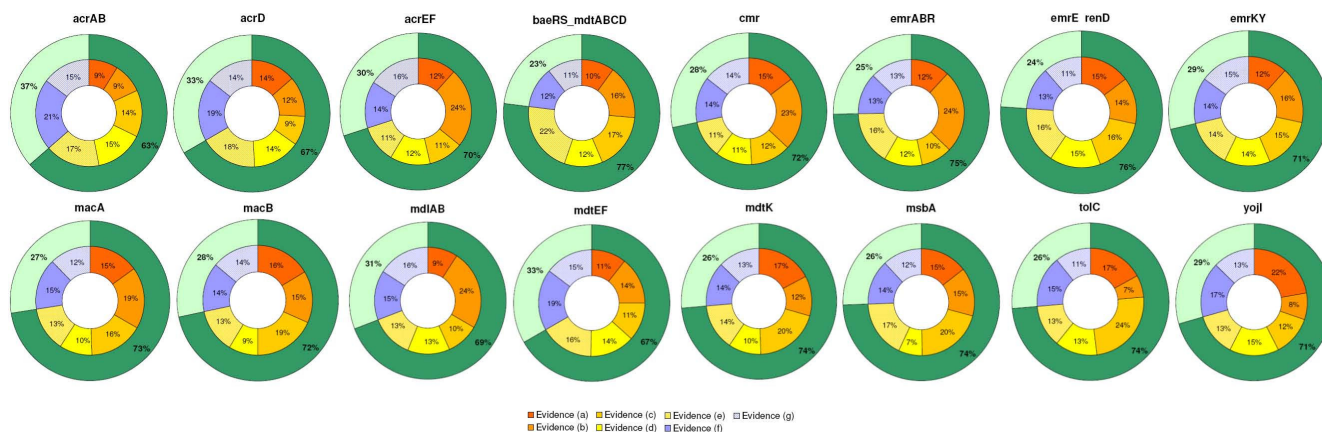 acrAB acrD acrEF baeRS_mdtABCD cmr emrABR emrE renD emrKY
37% 15% 9% 9% 14% 15% 17% 21% 63%
33% 14% 14% 12% 9% 14% 18% 19% 67%
30% 16% 12% 24% 11% 12% 11% 14% 70%
23% 11% 10% 16% 17% 12% 22% 12% 77%
28% 14% 15% 23% 12% 11% 11% 14% 72%
25% 13% 12% 24% 10% 12% 16% 13% 75%
24% 11% 15% 14% 16% 15% 16% 13% 76%
29% 15% 12% 16% 15% 14% 14% 14% 71%
macA macB mdlAB mdtEF mdtK msbA tolC yojI
27% 12% 15% 19% 16% 10% 13% 15% 73%
28% 14% 16% 15% 19% 9% 13% 14% 72%
31% 16% 9% 24% 10% 13% 13% 15% 69%
33% 15% 11% 14% 11% 14% 16% 19% 67%
26% 13% 17% 12% 20% 10% 14% 14% 74%
26% 12% 15% 15% 20% 7% 17% 14% 74%
26% 11% 17% 7% 24% 13% 13% 15% 74%
29% 13% 22% 8% 12% 15% 13% 17% 71%
Evidence (a) Evidence (c) Evidence (e) Evidence (g)
Evidence (b) Evidence (d) Evidence (f)